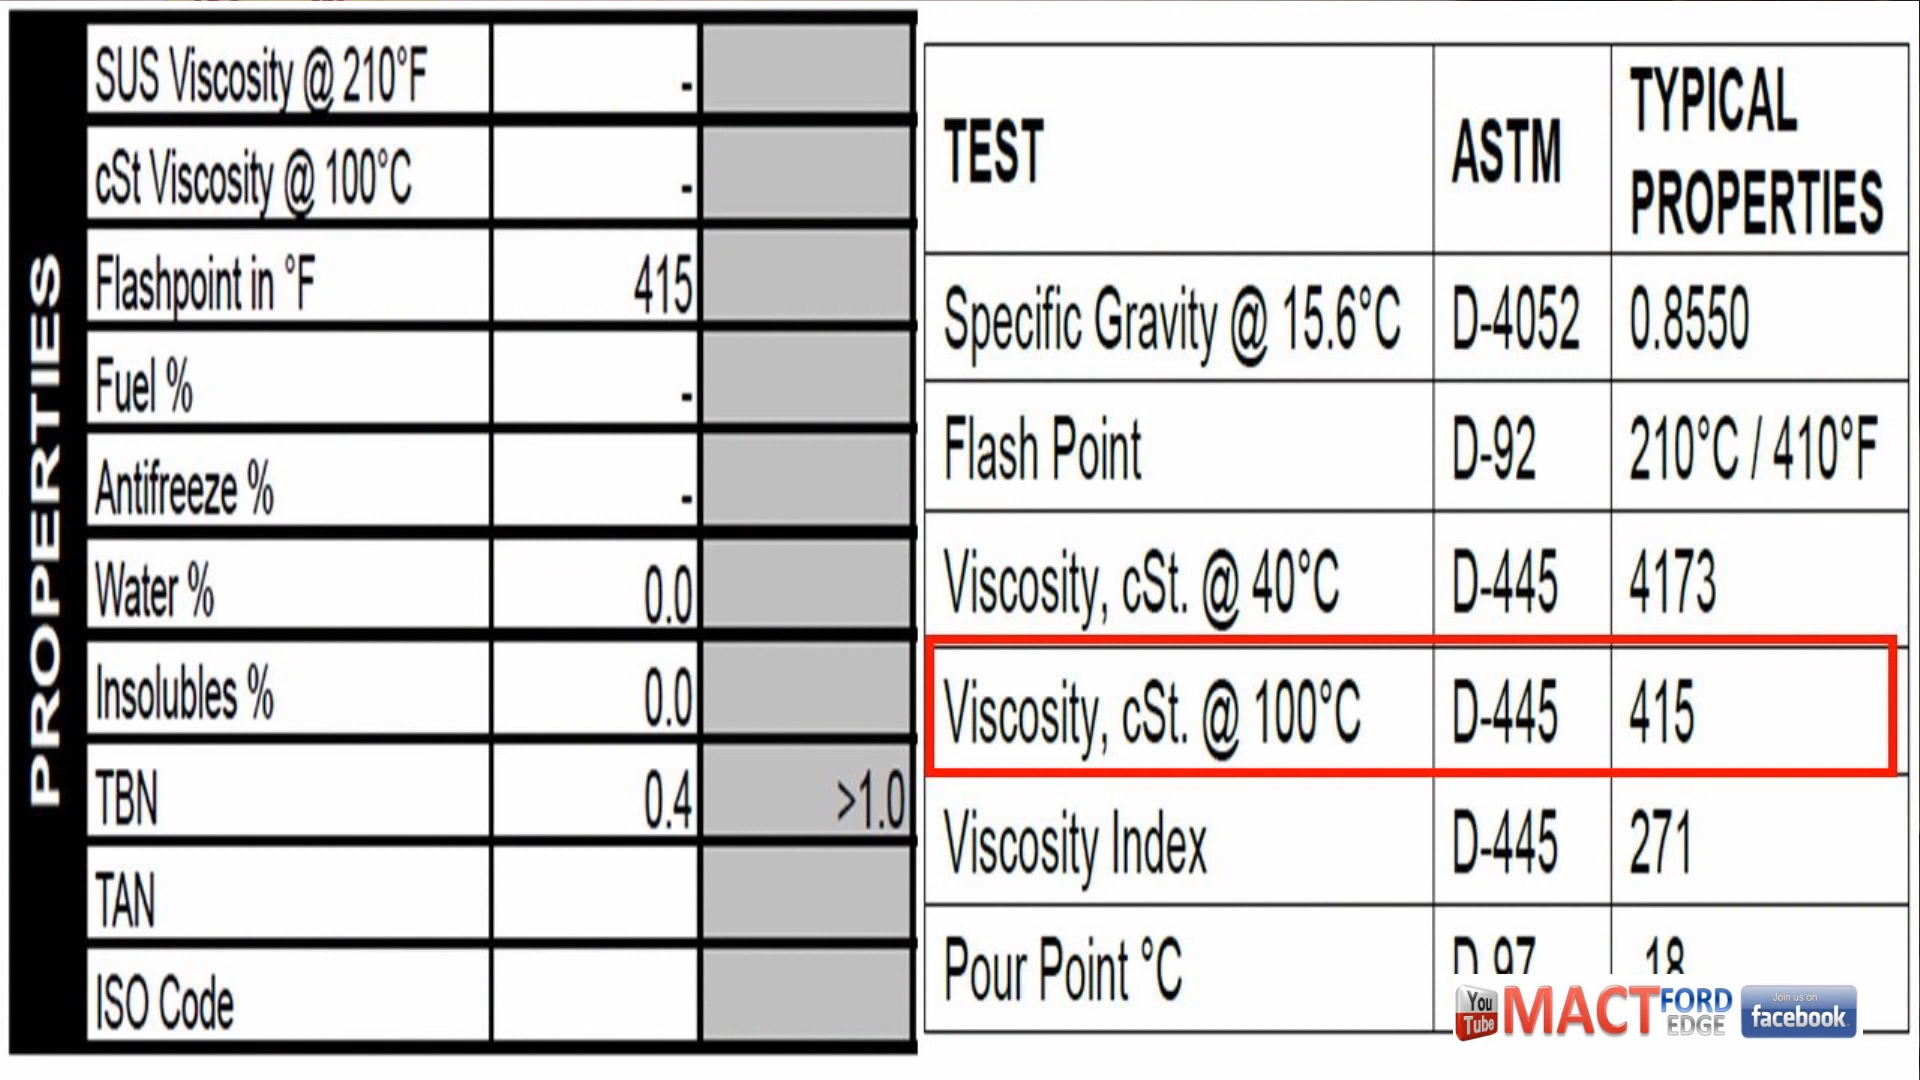 PROPERTIES
SUS Viscosity @ 210°F -
cSt Viscosity @ 100°C -
Flashpoint in °F 415
Fuel % -
Antifreeze % -
Water % 0.0
Insolubles % 0.0
TBN 0.4 >1.0
TAN
ISO Code
TEST ASTM TYPICAL PROPERTIES
Specific Gravity @ 15.6°C D-4052 0.8550
Flash Point D-92 210°C / 410°F
Viscosity, cSt. @ 40°C D-445 4173
Viscosity, cSt. @ 100°C D-445 415
Viscosity Index D-445 271
Pour Point °C D-97 -18
You Tube MACT FORD EDGE Join us on facebook